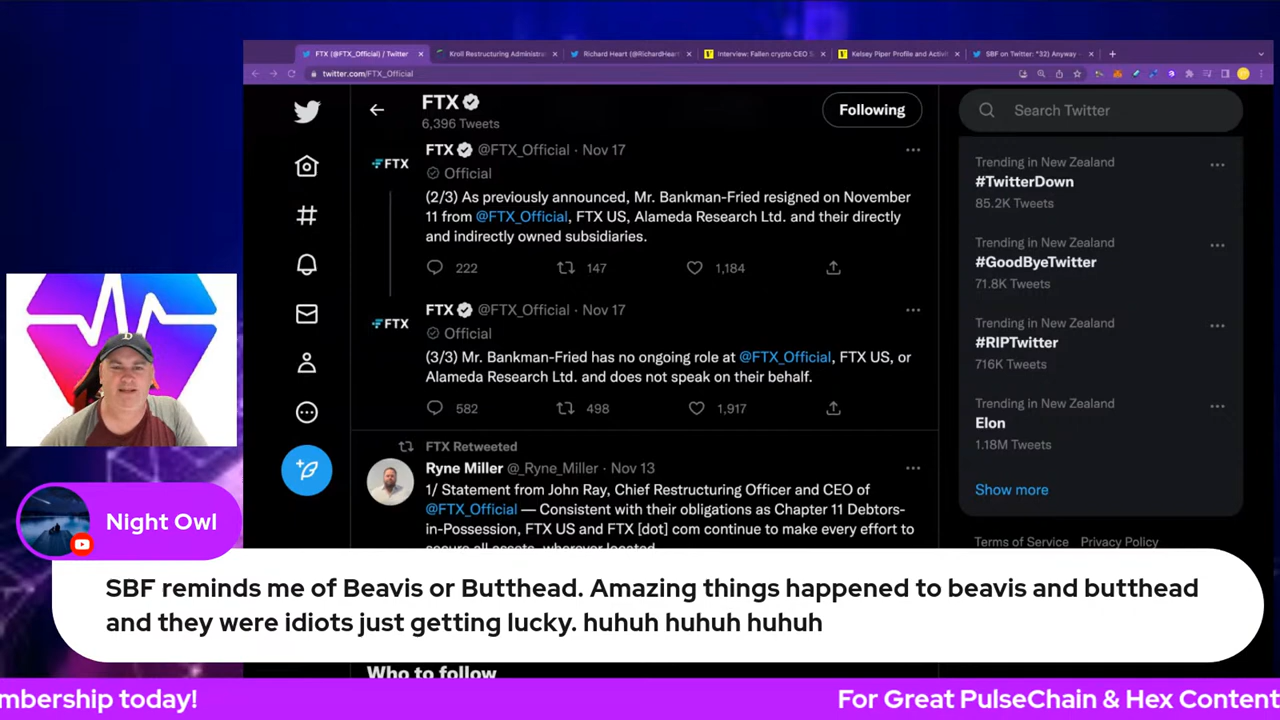 FTX (@FTX_Official) / Twitter
Kroll Restructuring Administra
Richard Heart (@RichardHeart
Interview: Fallen crypto CEO S
Kelsey Piper Profile and Activi
SBF on Twitter: "32) Anyway
twitter.com/FTX_Official
FTX
6,396 Tweets
Following
Search Twitter
FTX
FTX @FTX_Official · Nov 17
Official
(2/3) As previously announced, Mr. Bankman-Fried resigned on November
11 from @FTX_Official, FTX US, Alameda Research Ltd. and their directly
and indirectly owned subsidiaries.
222 147 1,184
FTX
FTX @FTX_Official · Nov 17
Official
(3/3) Mr. Bankman-Fried has no ongoing role at @FTX_Official, FTX US, or
Alameda Research Ltd. and does not speak on their behalf.
582 498 1,917
FTX Retweeted
Ryne Miller @_Ryne_Miller · Nov 13
1/ Statement from John Ray, Chief Restructuring Officer and CEO of
@FTX_Official — Consistent with their obligations as Chapter 11 Debtors-
in-Possession, FTX US and FTX [dot] com continue to make every effort to
secure all assets, wherever located
Who to follow
Trending in New Zealand
#TwitterDown
85.2K Tweets
Trending in New Zealand
#GoodByeTwitter
71.8K Tweets
Trending in New Zealand
#RIPTwitter
716K Tweets
Trending in New Zealand
Elon
1.18M Tweets
Show more
Terms of Service Privacy Policy
D
Night Owl
SBF reminds me of Beavis or Butthead. Amazing things happened to beavis and butthead
and they were idiots just getting lucky. huhuh huhuh huhuh
mbership today!
For Great PulseChain & Hex Content